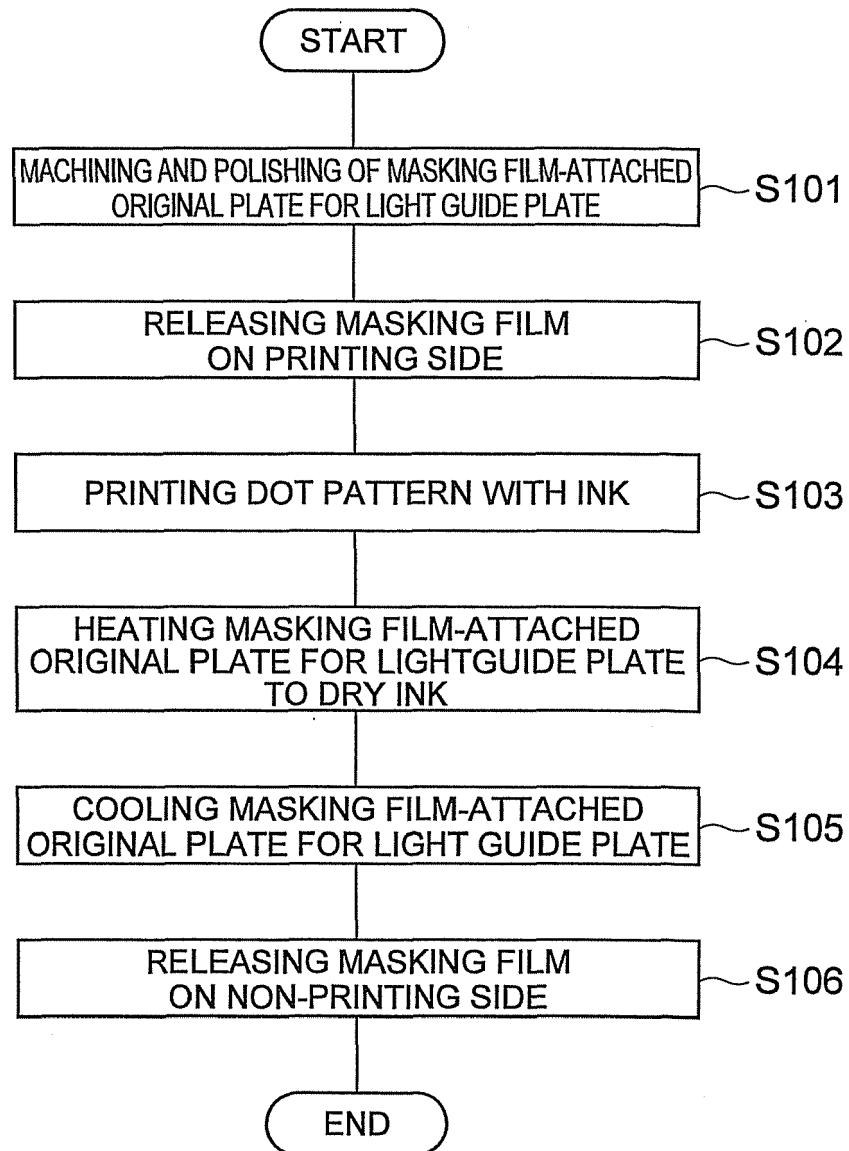 START
MACHINING AND POLISHING OF MASKING FILM-ATTACHED
ORIGINAL PLATE FOR LIGHT GUIDE PLATE
S101
RELEASING MASKING FILM
ON PRINTING SIDE
S102
PRINTING DOT PATTERN WITH INK
S103
HEATING MASKING FILM-ATTACHED
ORIGINAL PLATE FOR LIGHTGUIDE PLATE
TO DRY INK
S104
COOLING MASKING FILM-ATTACHED
ORIGINAL PLATE FOR LIGHT GUIDE PLATE
S105
RELEASING MASKING FILM
ON NON-PRINTING SIDE
S106
END